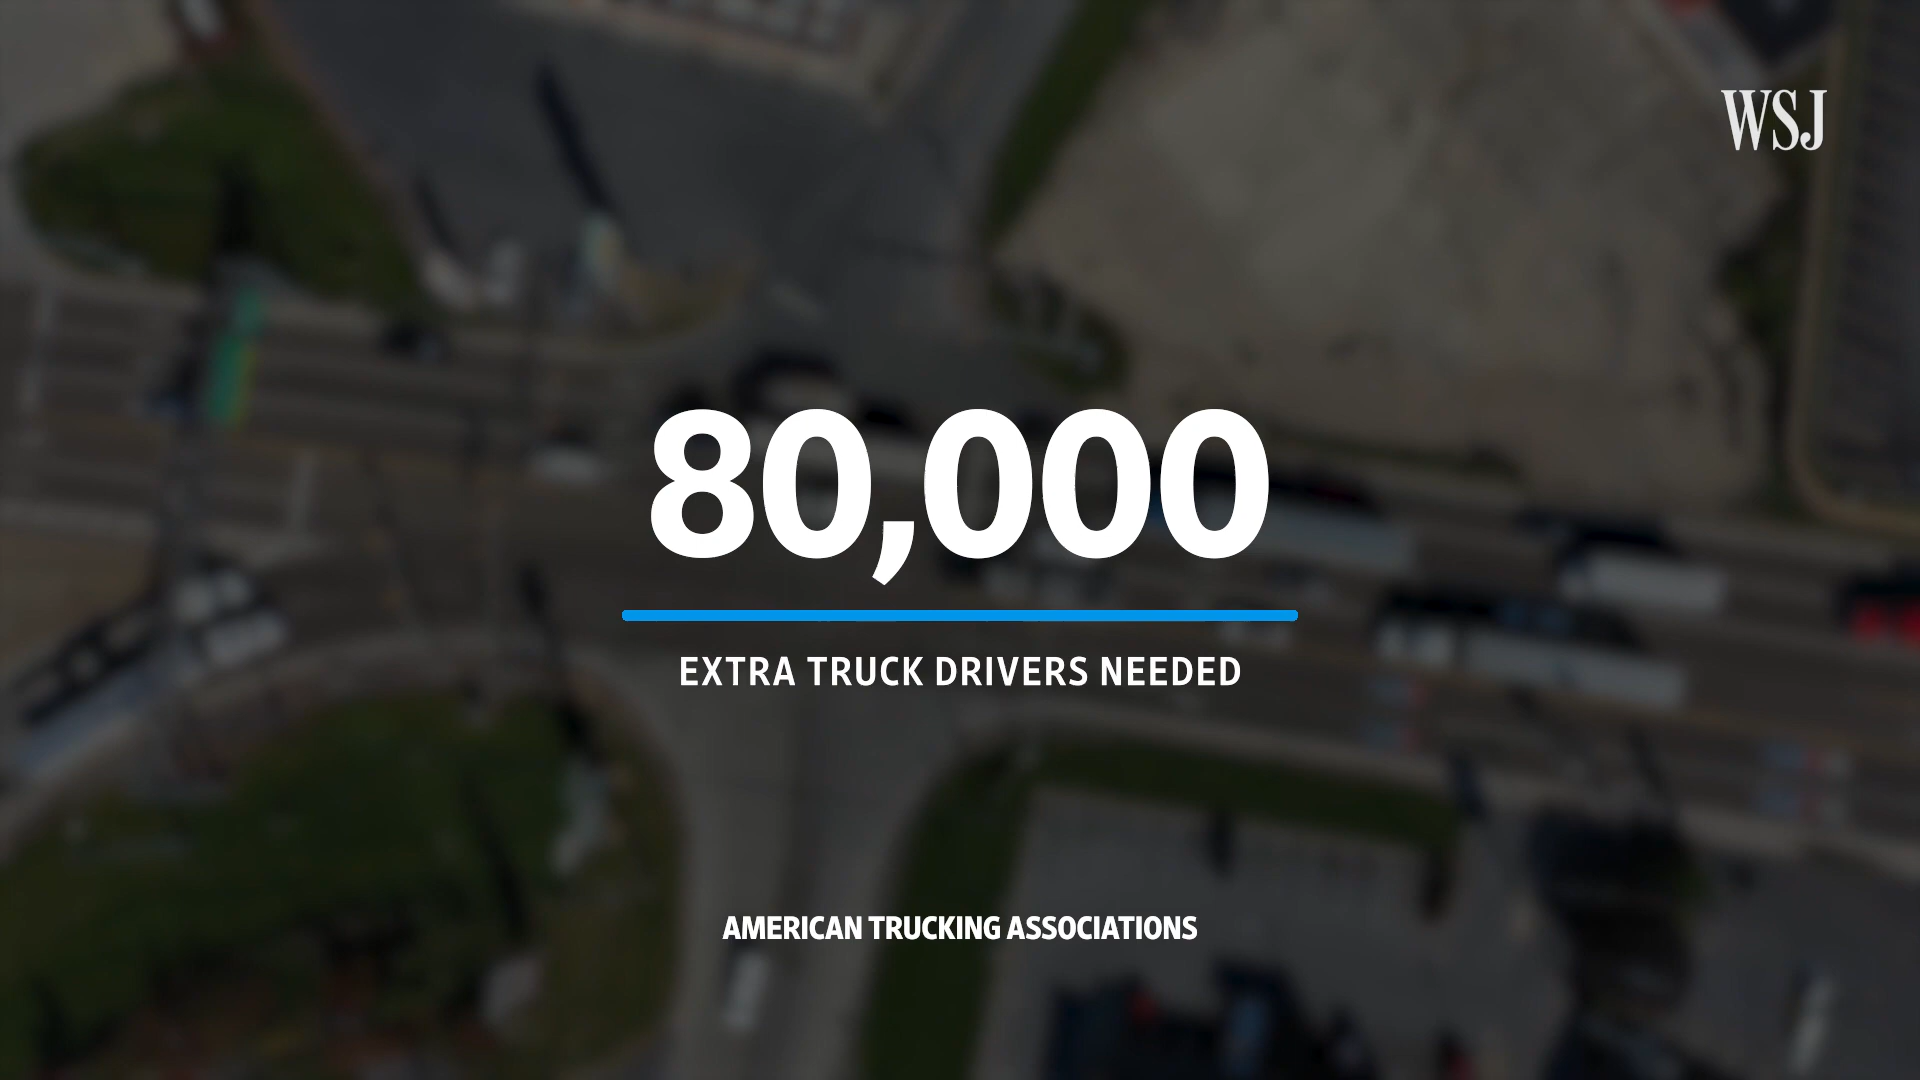 WSJ
80,000
EXTRA TRUCK DRIVERS NEEDED
AMERICAN TRUCKING ASSOCIATIONS